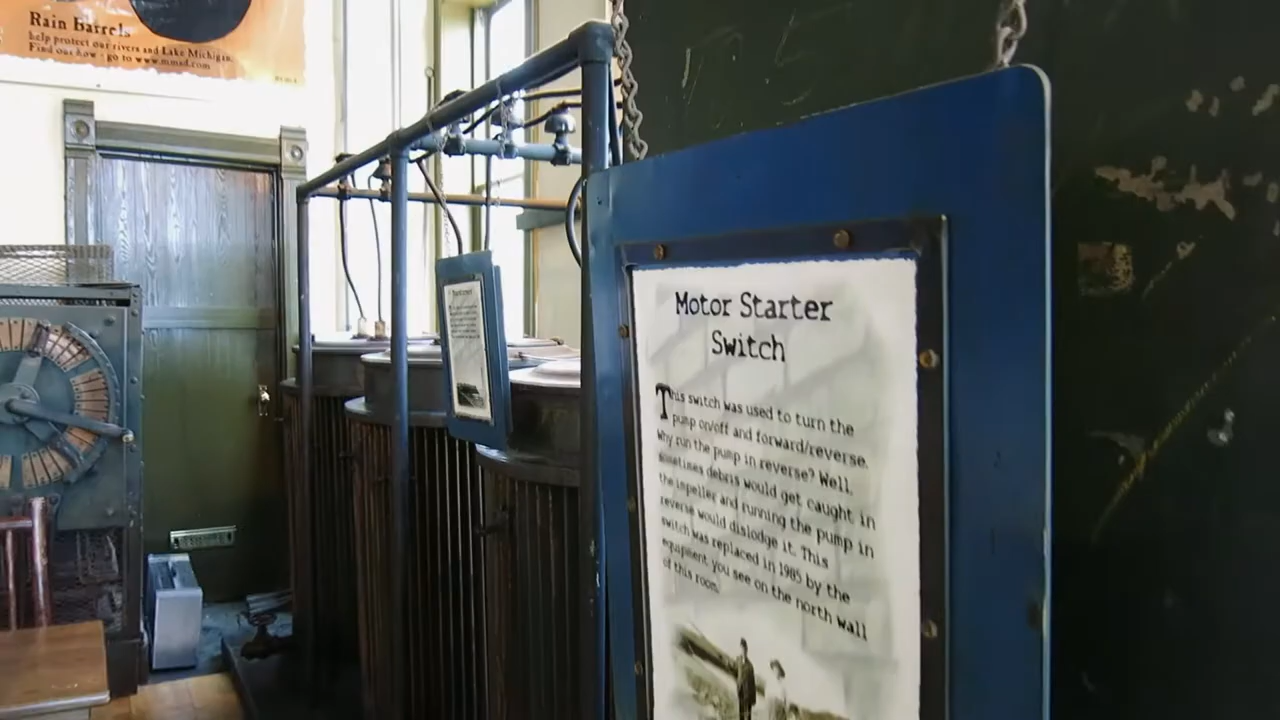 Rain Barrels
help protect our rivers and Lake Michigan.
Find out how - go to www.mmsd.com
Motor Starter
Switch
This switch was used to turn the
pump on/off and forward/reverse.
Why run the pump in reverse? Well,
sometimes debris would get caught in
the impeller and running the pump in
reverse would dislodge it. This
switch was replaced in 1985 by the
equipment you see on the north wall
of this room.